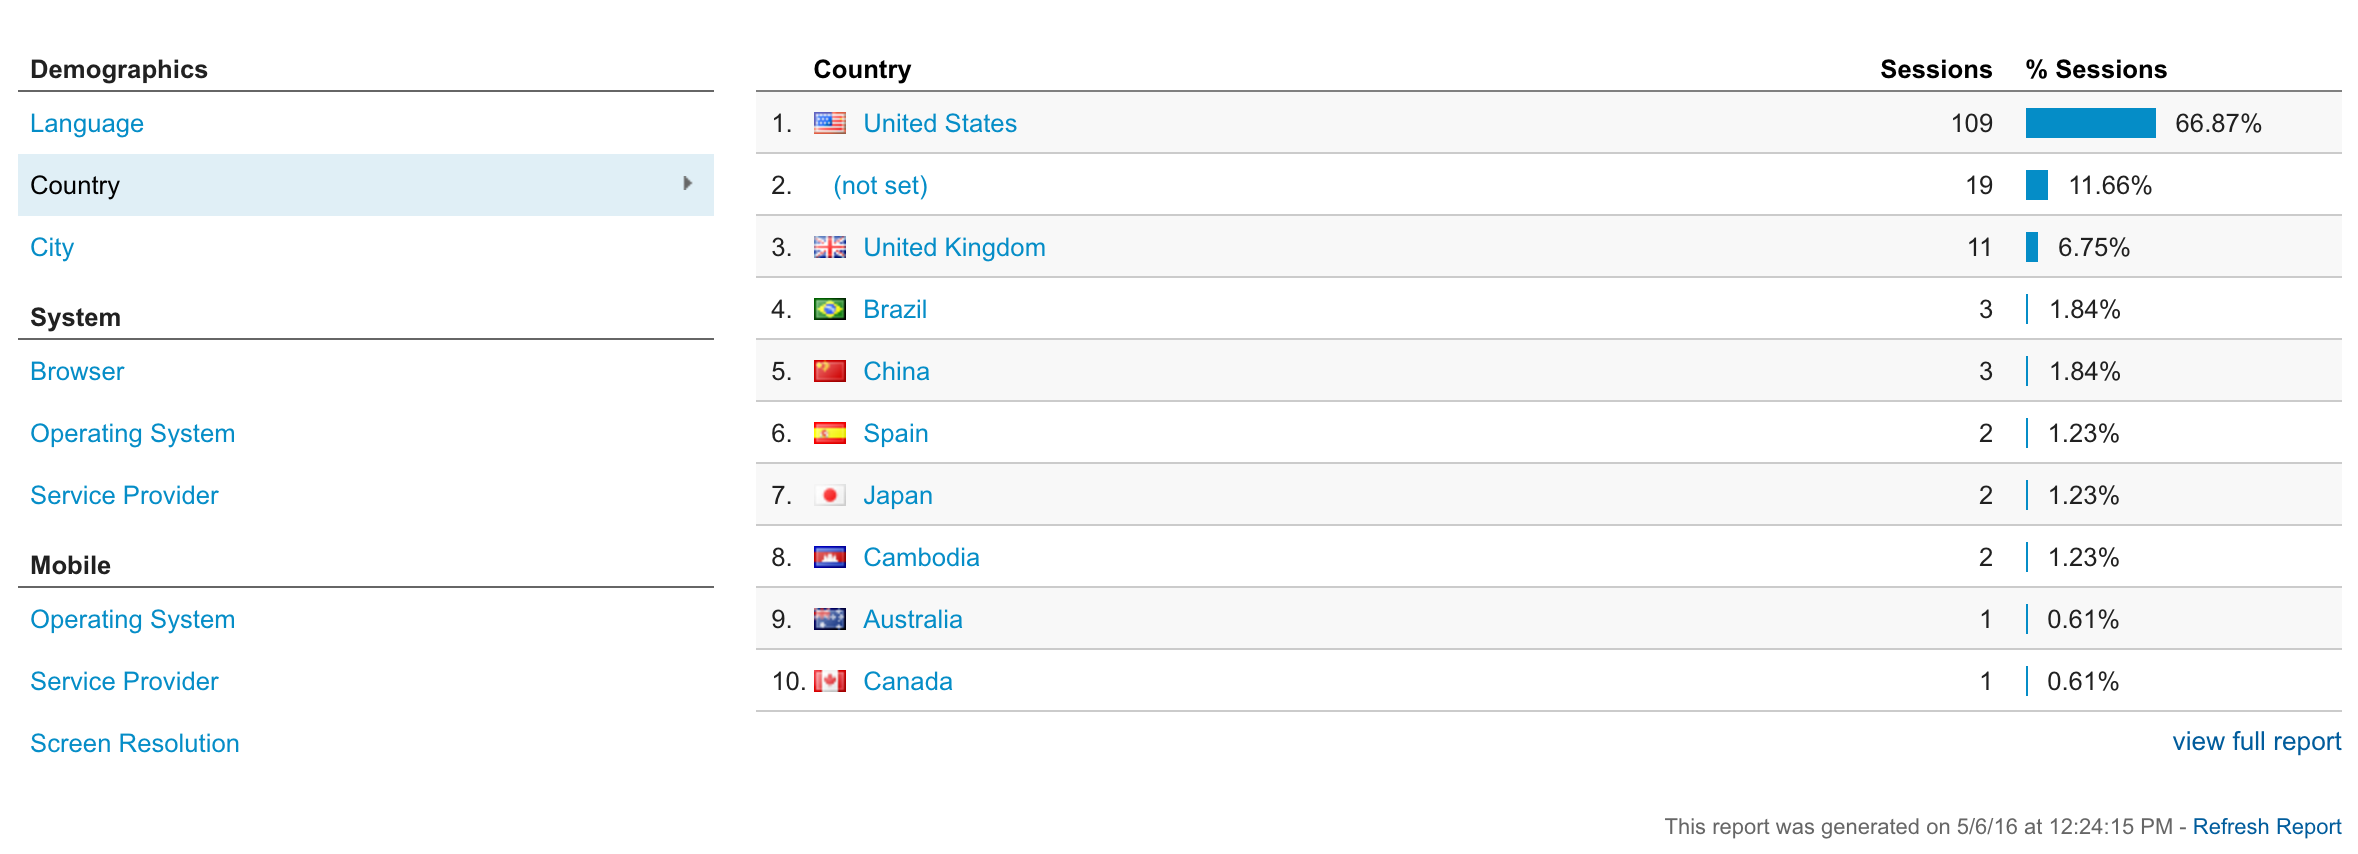 Demographics
Language
Country
City
System
Browser
Operating System
Service Provider
Mobile
Operating System
Service Provider
Screen Resolution
Country Sessions % Sessions
1. United States 109 66.87%
2. (not set) 19 11.66%
3. United Kingdom 11 6.75%
4. Brazil 3 1.84%
5. China 3 1.84%
6. Spain 2 1.23%
7. Japan 2 1.23%
8. Cambodia 2 1.23%
9. Australia 1 0.61%
10. Canada 1 0.61%
view full report
This report was generated on 5/6/16 at 12:24:15 PM - Refresh Report